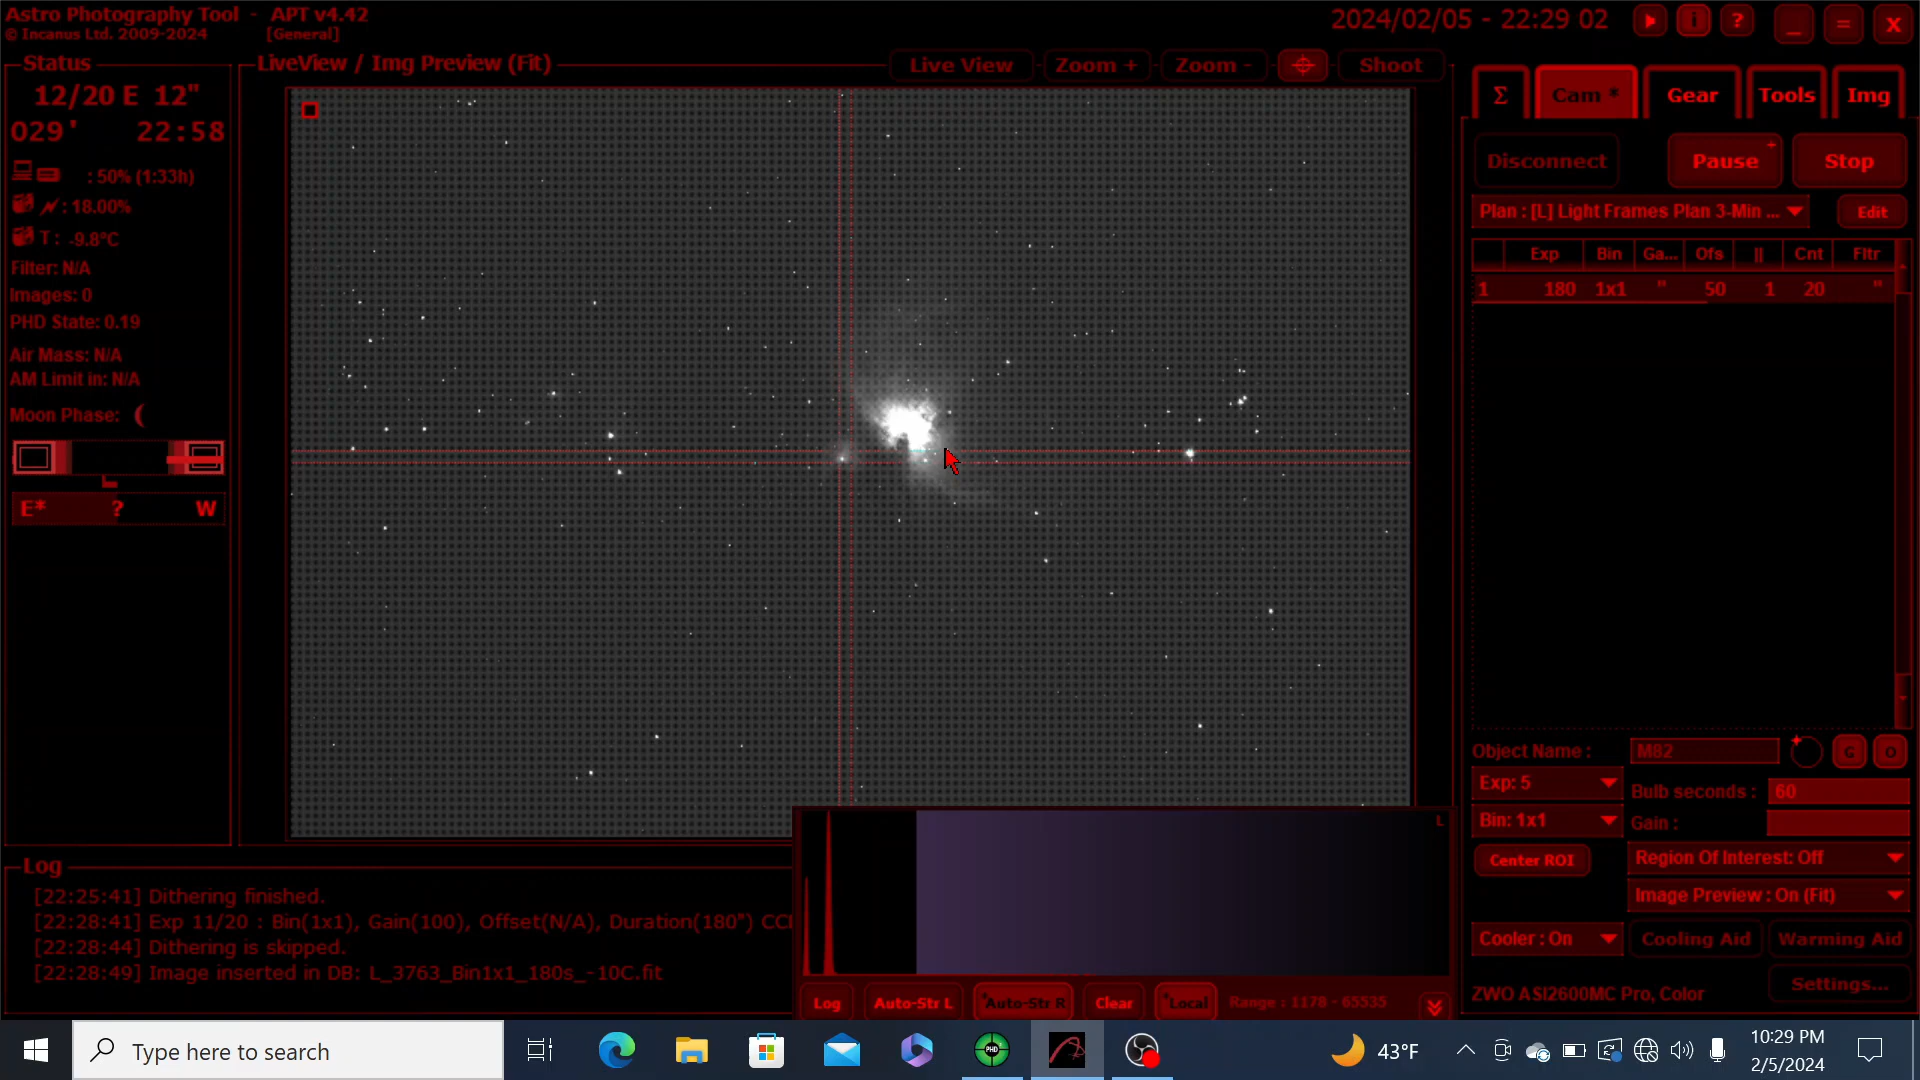 Astro Photography Tool - APT v4.42
© Incanus Ltd. 2009-2024 [General]
2024/02/05 - 22:29 02
i ? _ = X
Status
12/20 E 12"
029' 22:58
: 50% (1:33h)
: 18.00%
T : -9.8°C
Filter: N/A
Images: 0
PHD State: 0.19
Air Mass: N/A
AM Limit in: N/A
Moon Phase:
E* ? W
LiveView / Img Preview (Fit)
Live View Zoom + Zoom - Shoot
Σ Cam * Gear Tools Img
Disconnect Pause + Stop
Plan : [L] Light Frames Plan 3-Min ... Edit
Exp Bin Ga... Ofs || Cnt Fltr
1 180 1x1 " 50 1 20 "
Object Name : M82 G O
Exp: 5 Bulb seconds : 60
Bin: 1x1 Gain :
Center ROI Region Of Interest: Off
Image Preview : On (Fit)
Cooler : On Cooling Aid Warming Aid
ZWO ASI2600MC Pro, Color Settings...
Log
[22:25:41] Dithering finished.
[22:28:41] Exp 11/20 : Bin(1x1), Gain(100), Offset(N/A), Duration(180")
[22:28:44] Dithering is skipped.
[22:28:49] Image inserted in DB: L_3763_Bin1x1_180s_-10C.fit
L
Log Auto-Str L Auto-Str R Clear Local Range : 1178 - 65535
Type here to search
PHD
43°F
10:29 PM
2/5/2024